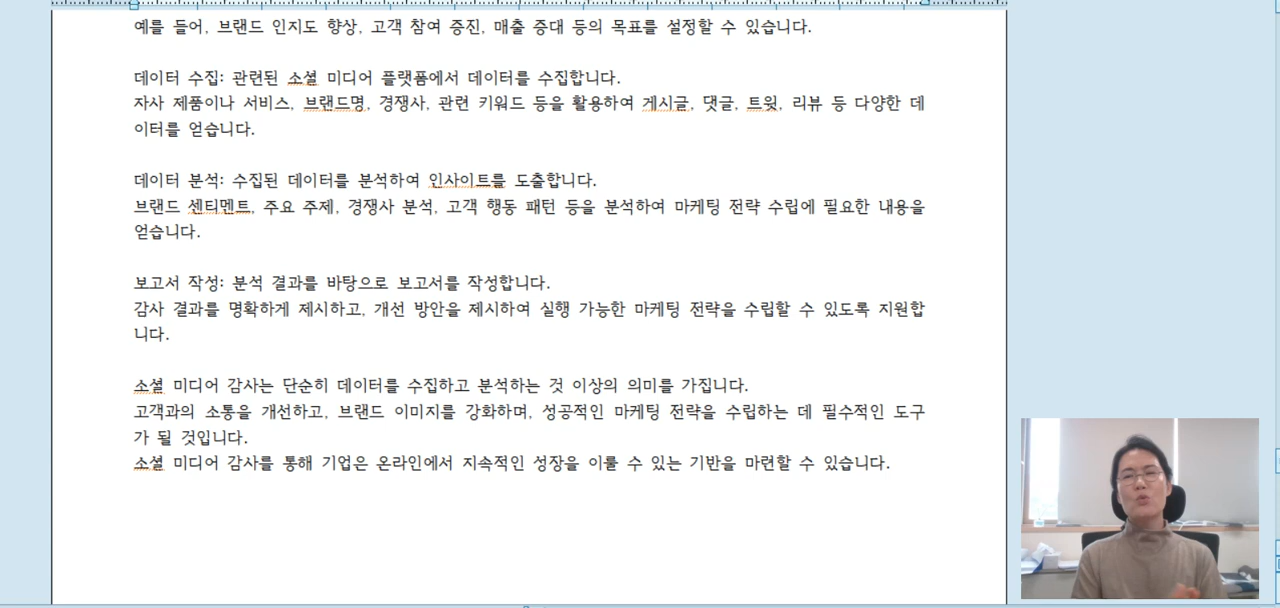 예를 들어, 브랜드 인지도 향상, 고객 참여 증진, 매출 증대 등의 목표를 설정할 수 있습니다.
데이터 수집: 관련된 소셜 미디어 플랫폼에서 데이터를 수집합니다.
자사 제품이나 서비스, 브랜드명, 경쟁사, 관련 키워드 등을 활용하여 게시글, 댓글, 트윗, 리뷰 등 다양한 데
이터를 얻습니다.
데이터 분석: 수집된 데이터를 분석하여 인사이트를 도출합니다.
브랜드 센티멘트, 주요 주제, 경쟁사 분석, 고객 행동 패턴 등을 분석하여 마케팅 전략 수립에 필요한 내용을
얻습니다.
보고서 작성: 분석 결과를 바탕으로 보고서를 작성합니다.
감사 결과를 명확하게 제시하고, 개선 방안을 제시하여 실행 가능한 마케팅 전략을 수립할 수 있도록 지원합
니다.
소셜 미디어 감사는 단순히 데이터를 수집하고 분석하는 것 이상의 의미를 가집니다.
고객과의 소통을 개선하고, 브랜드 이미지를 강화하며, 성공적인 마케팅 전략을 수립하는 데 필수적인 도구
가 될 것입니다.
소셜 미디어 감사를 통해 기업은 온라인에서 지속적인 성장을 이룰 수 있는 기반을 마련할 수 있습니다.